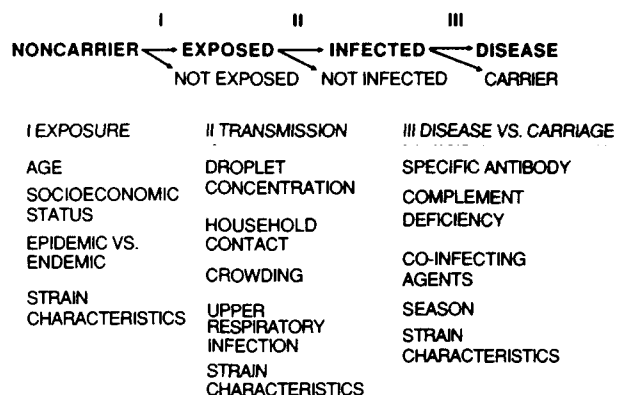 I II III
NONCARRIER EXPOSED INFECTED DISEASE
NOT EXPOSED NOT INFECTED CARRIER
I EXPOSURE
AGE
SOCIOECONOMIC
STATUS
EPIDEMIC VS.
ENDEMIC
STRAIN
CHARACTERISTICS
II TRANSMISSION
DROPLET
CONCENTRATION
HOUSEHOLD
CONTACT
CROWDING
UPPER
RESPIRATORY
INFECTION
STRAIN
CHARACTERISTICS
III DISEASE VS. CARRIAGE
SPECIFIC ANTIBODY
COMPLEMENT
DEFICIENCY
CO-INFECTING
AGENTS
SEASON
STRAIN
CHARACTERISTICS